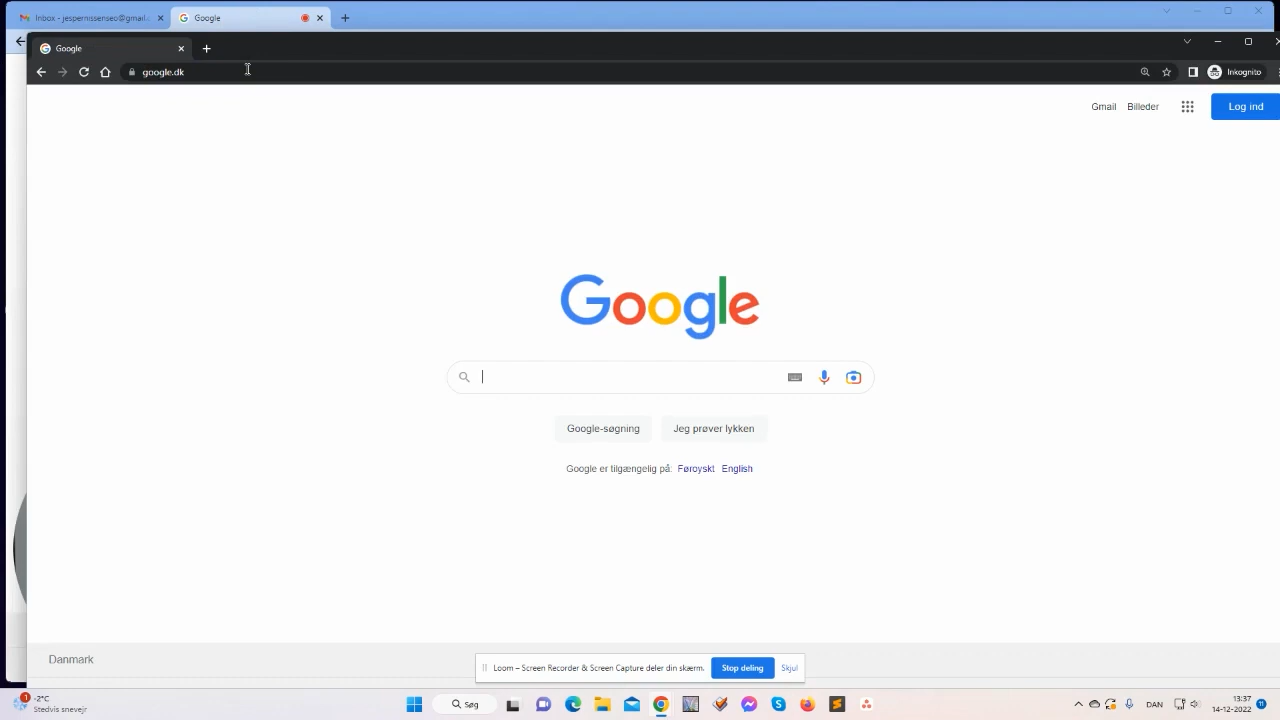 Inbox - jespernissenseo@gmail.c
Google
Google
google.dk
Inkognito
Gmail
Billeder
Log ind
Google
Google-søgning
Jeg prøver lykken
Google er tilgængelig på: Føroyskt English
Danmark
Loom – Screen Recorder & Screen Capture deler din skærm.
Stop deling
Skjul
1
-2°C
Stedvis snevejr
Søg
DAN
13:37
14-12-2022
11